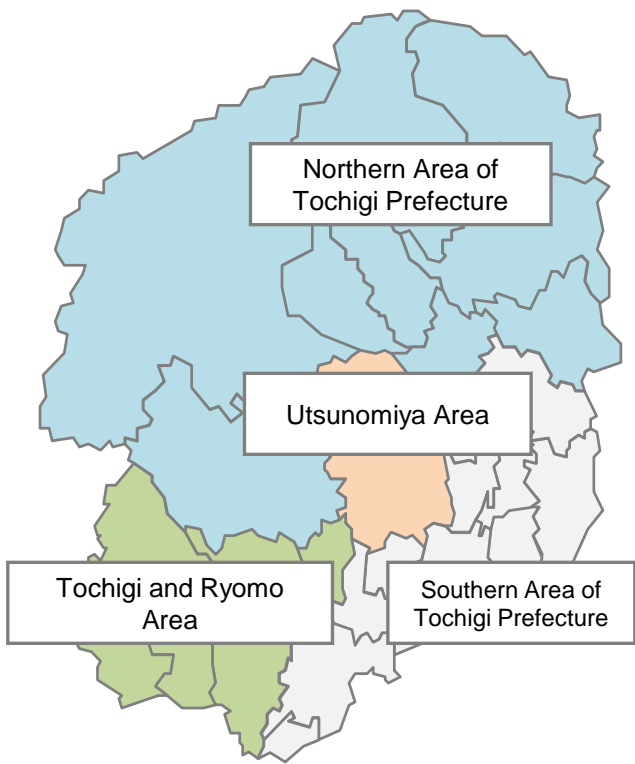 Northern Area of
Tochigi Prefecture
Utsunomiya Area
Tochigi and Ryomo
Area
Southern Area of
Tochigi Prefecture